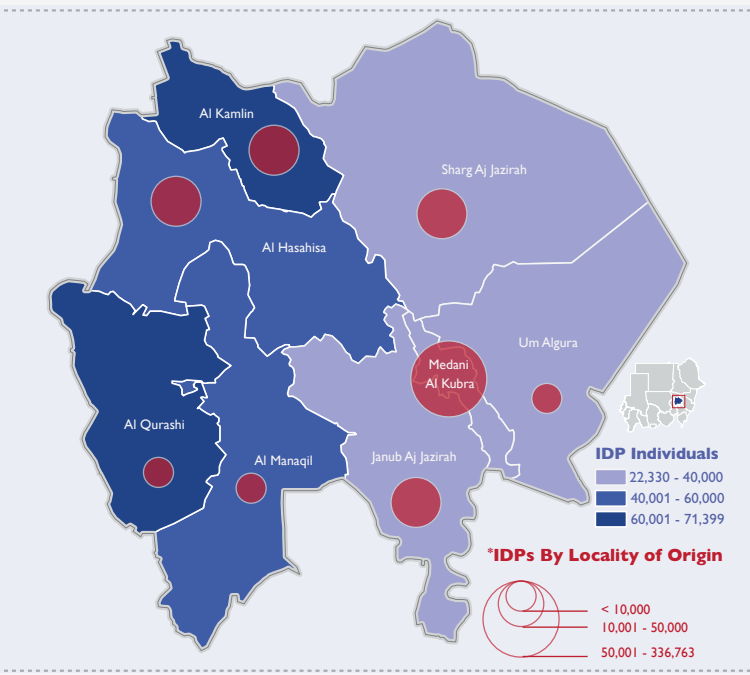 Al Kamlin
Sharg Aj Jazirah
Al Hasahisa
Um Algura
Medani
Al Kubra
Al Qurashi
Al Manaqil
Janub Aj Jazirah
IDP Individuals
22,330 - 40,000
40,001 - 60,000
60,001 - 71,399
*IDPs By Locality of Origin
< 10,000
10,001 - 50,000
50,001 - 336,763